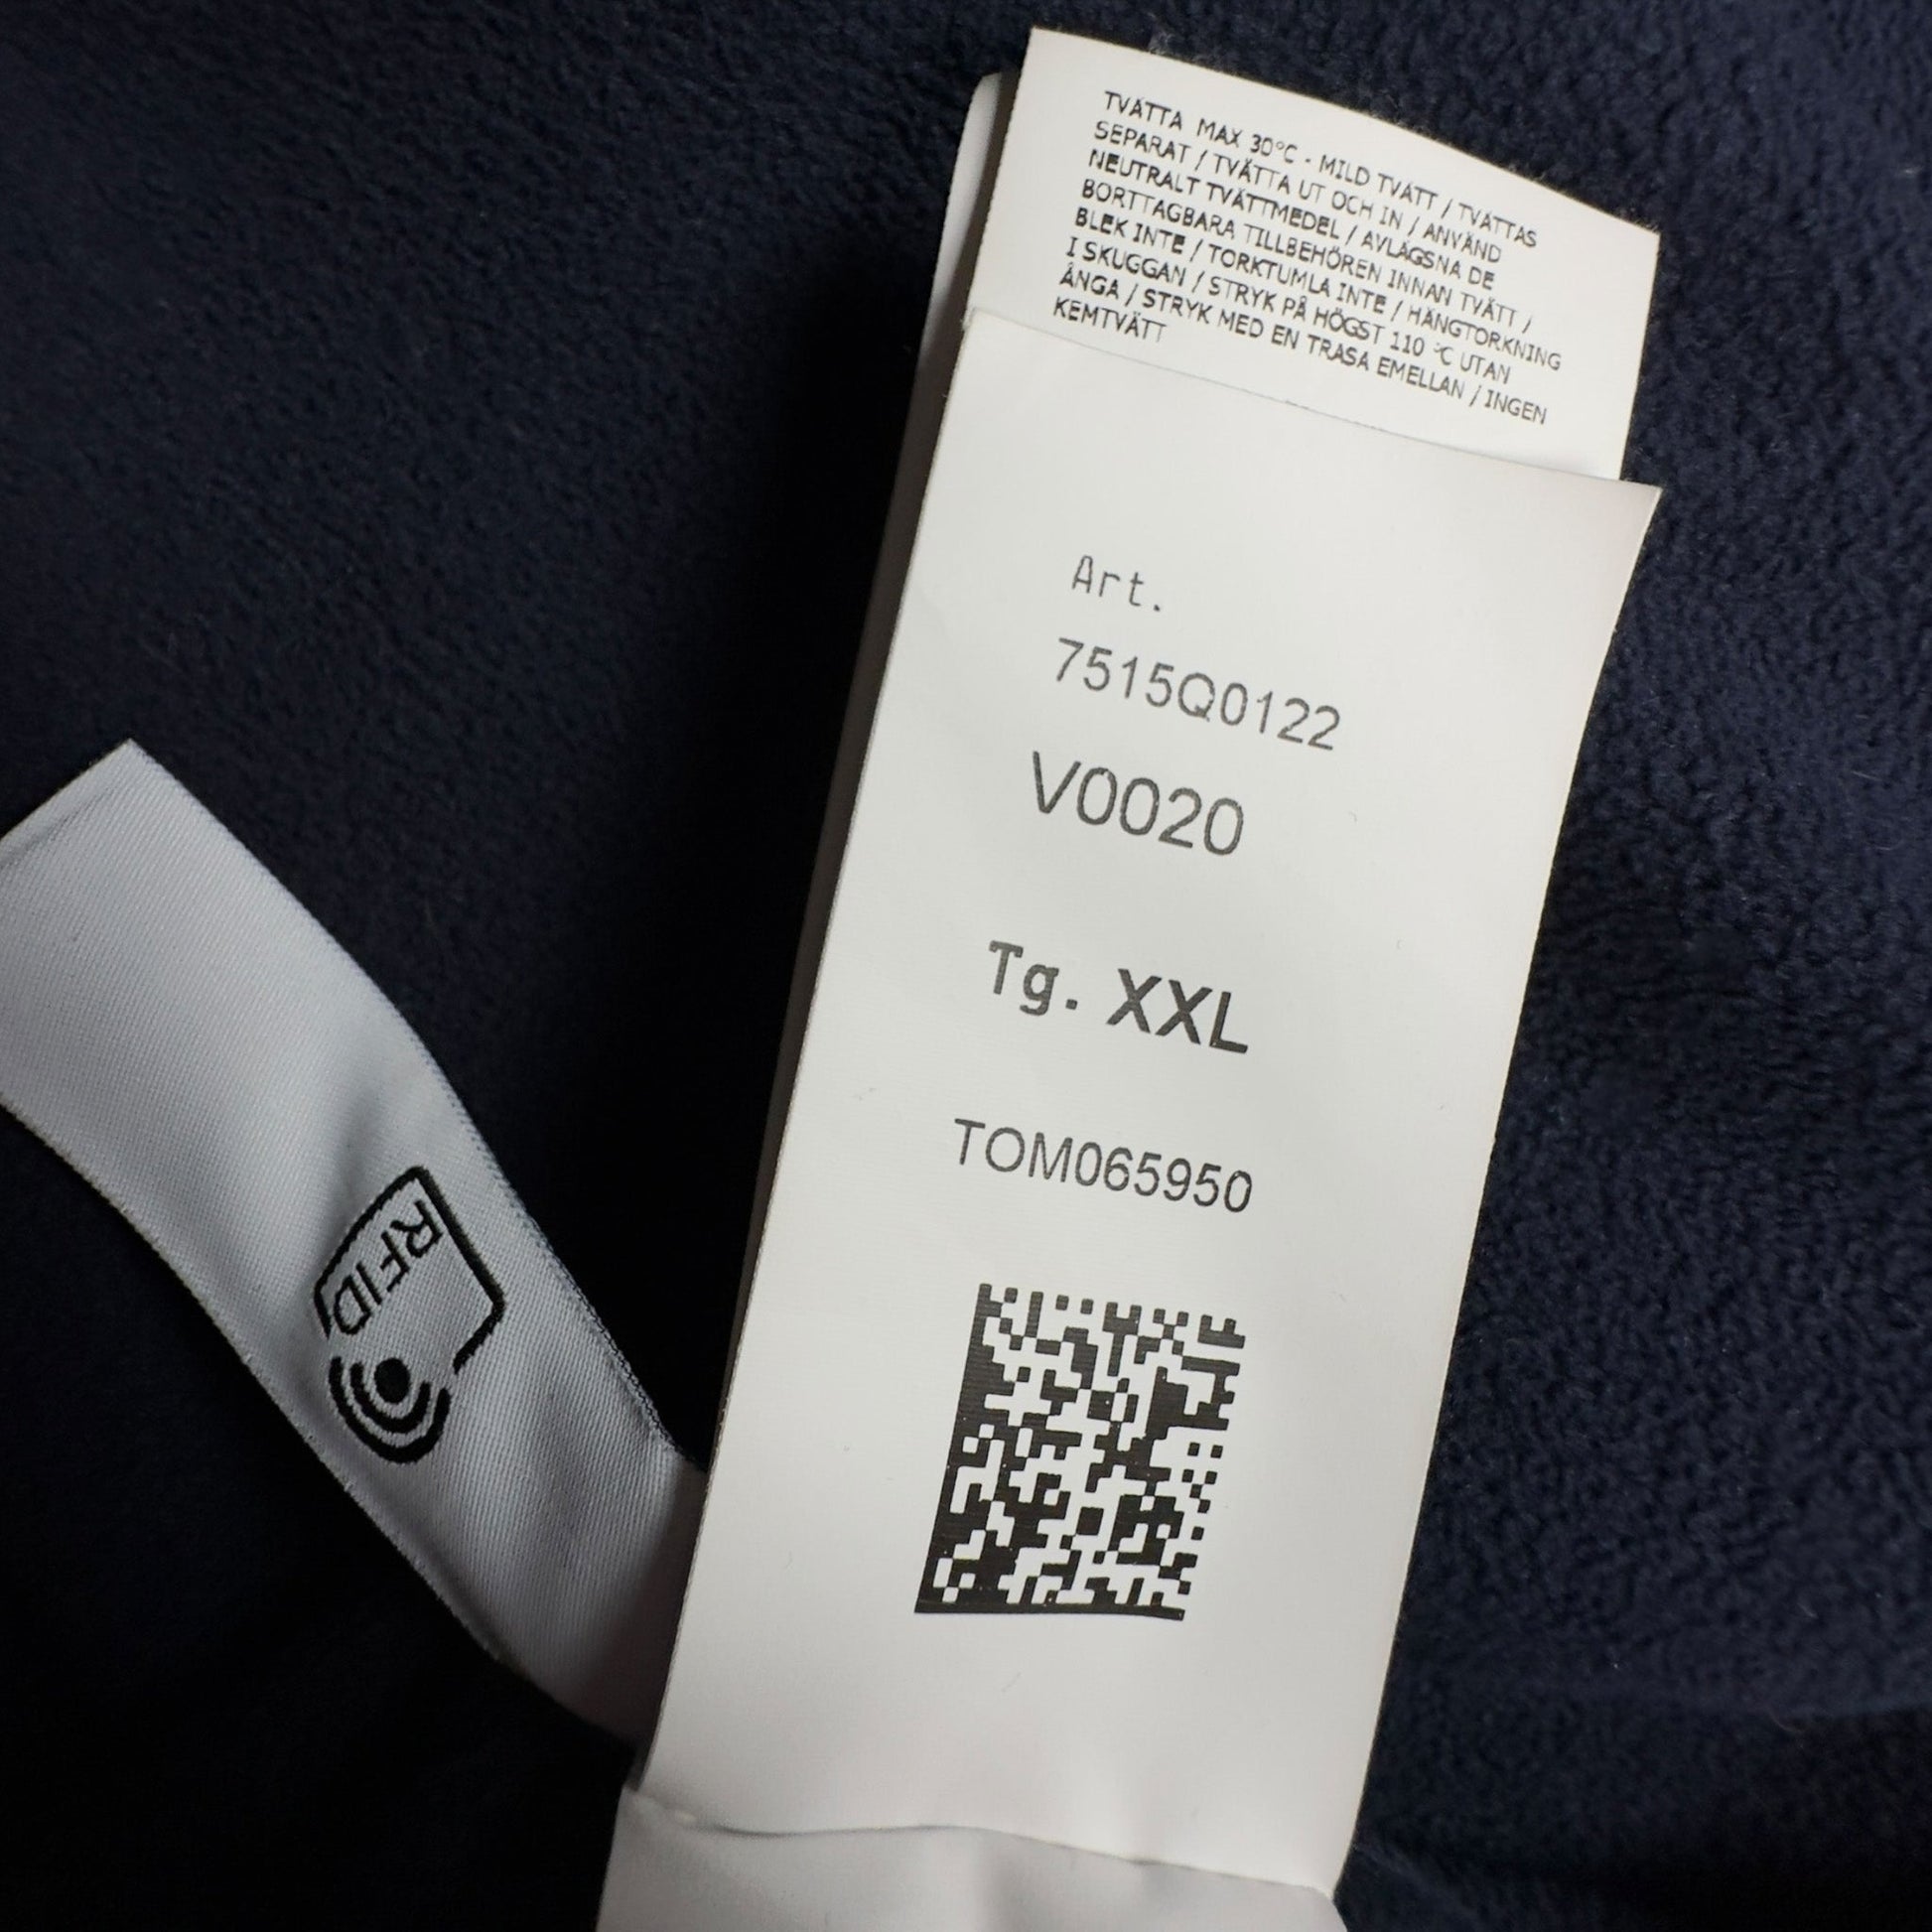 TVÄTTA MAX 30°C - MILD TVÄTT / TVÄTTAS
SEPARAT / TVÄTTA UT OCH IN / ANVÄND
NEUTRALT TVÄTTMEDEL / AVLÄGSNA DE
BORTTAGBARA TILLBEHÖREN INNAN TVÄTT /
BLEK INTE / TORKTUMLA INTE / HÄNGTORKNING
I SKUGGAN / STRYK PÅ HÖGST 110 °C UTAN
ÅNGA / STRYK MED EN TRASA EMELLAN / INGEN
KEMTVÄTT
Art.
7515Q0122
V0020
Tg. XXL
TOM065950
RFID